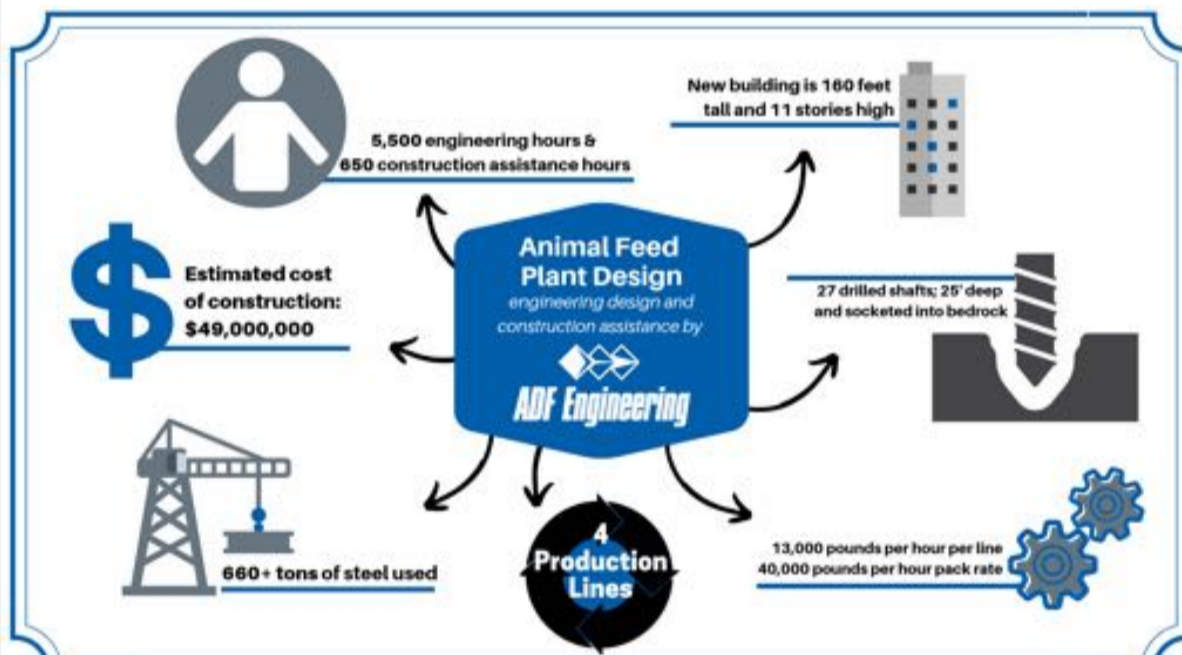 5,500 engineering hours &
650 construction assistance hours
New building is 160 feet
tall and 11 stories high
Estimated cost
of construction:
$49,000,000
Animal Feed
Plant Design
engineering design and
construction assistance by
ADF Engineering
27 drilled shafts; 25' deep
and socketed into bedrock
660+ tons of steel used
4
Production
Lines
13,000 pounds per hour per line
40,000 pounds per hour pack rate